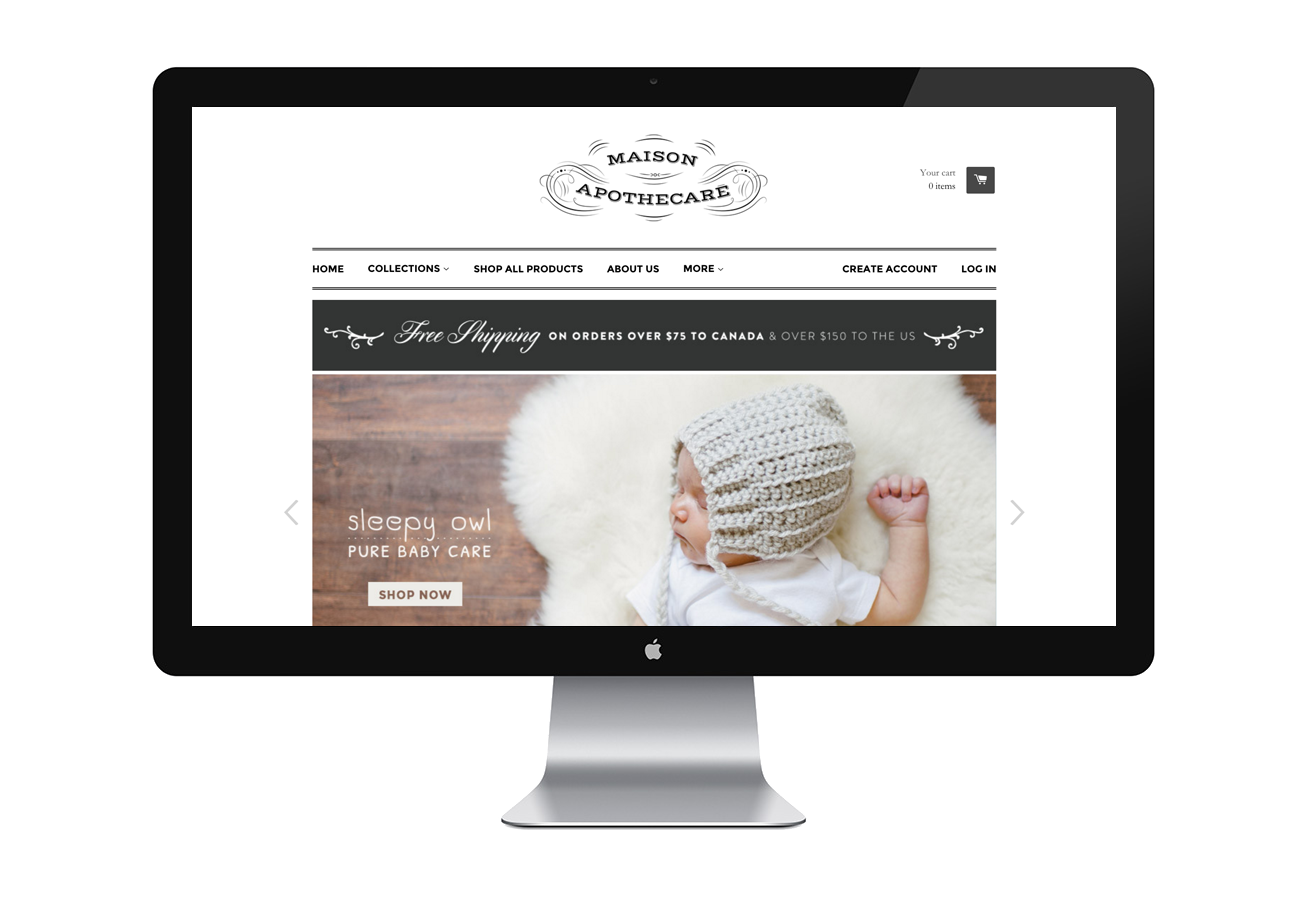 MAISON
APOTHECARE
Your cart
0 items
HOME COLLECTIONS SHOP ALL PRODUCTS ABOUT US MORE CREATE ACCOUNT LOG IN
Free Shipping ON ORDERS OVER $75 TO CANADA & OVER $150 TO THE US
sleepy owl
PURE BABY CARE
SHOP NOW